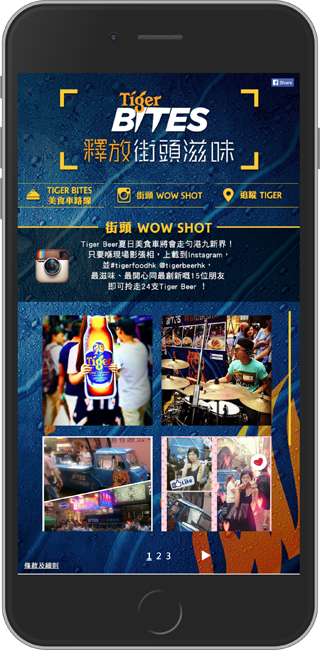 Share
Tiger
BITES
釋放街頭滋味
TIGER BITES
美食車路線
街頭 WOW SHOT
追蹤 TIGER
街頭 WOW SHOT
Tiger Beer夏日美食車將會走勻港九新界！
只要喺現場影張相，上載到Instagram，
並#tigerfoodhk @tigerbeerhk，
最滋味、最開心同最創新嘅15位朋友
即可拎走24支Tiger Beer ！
Tiger
Like
1 2 3
條款及細則